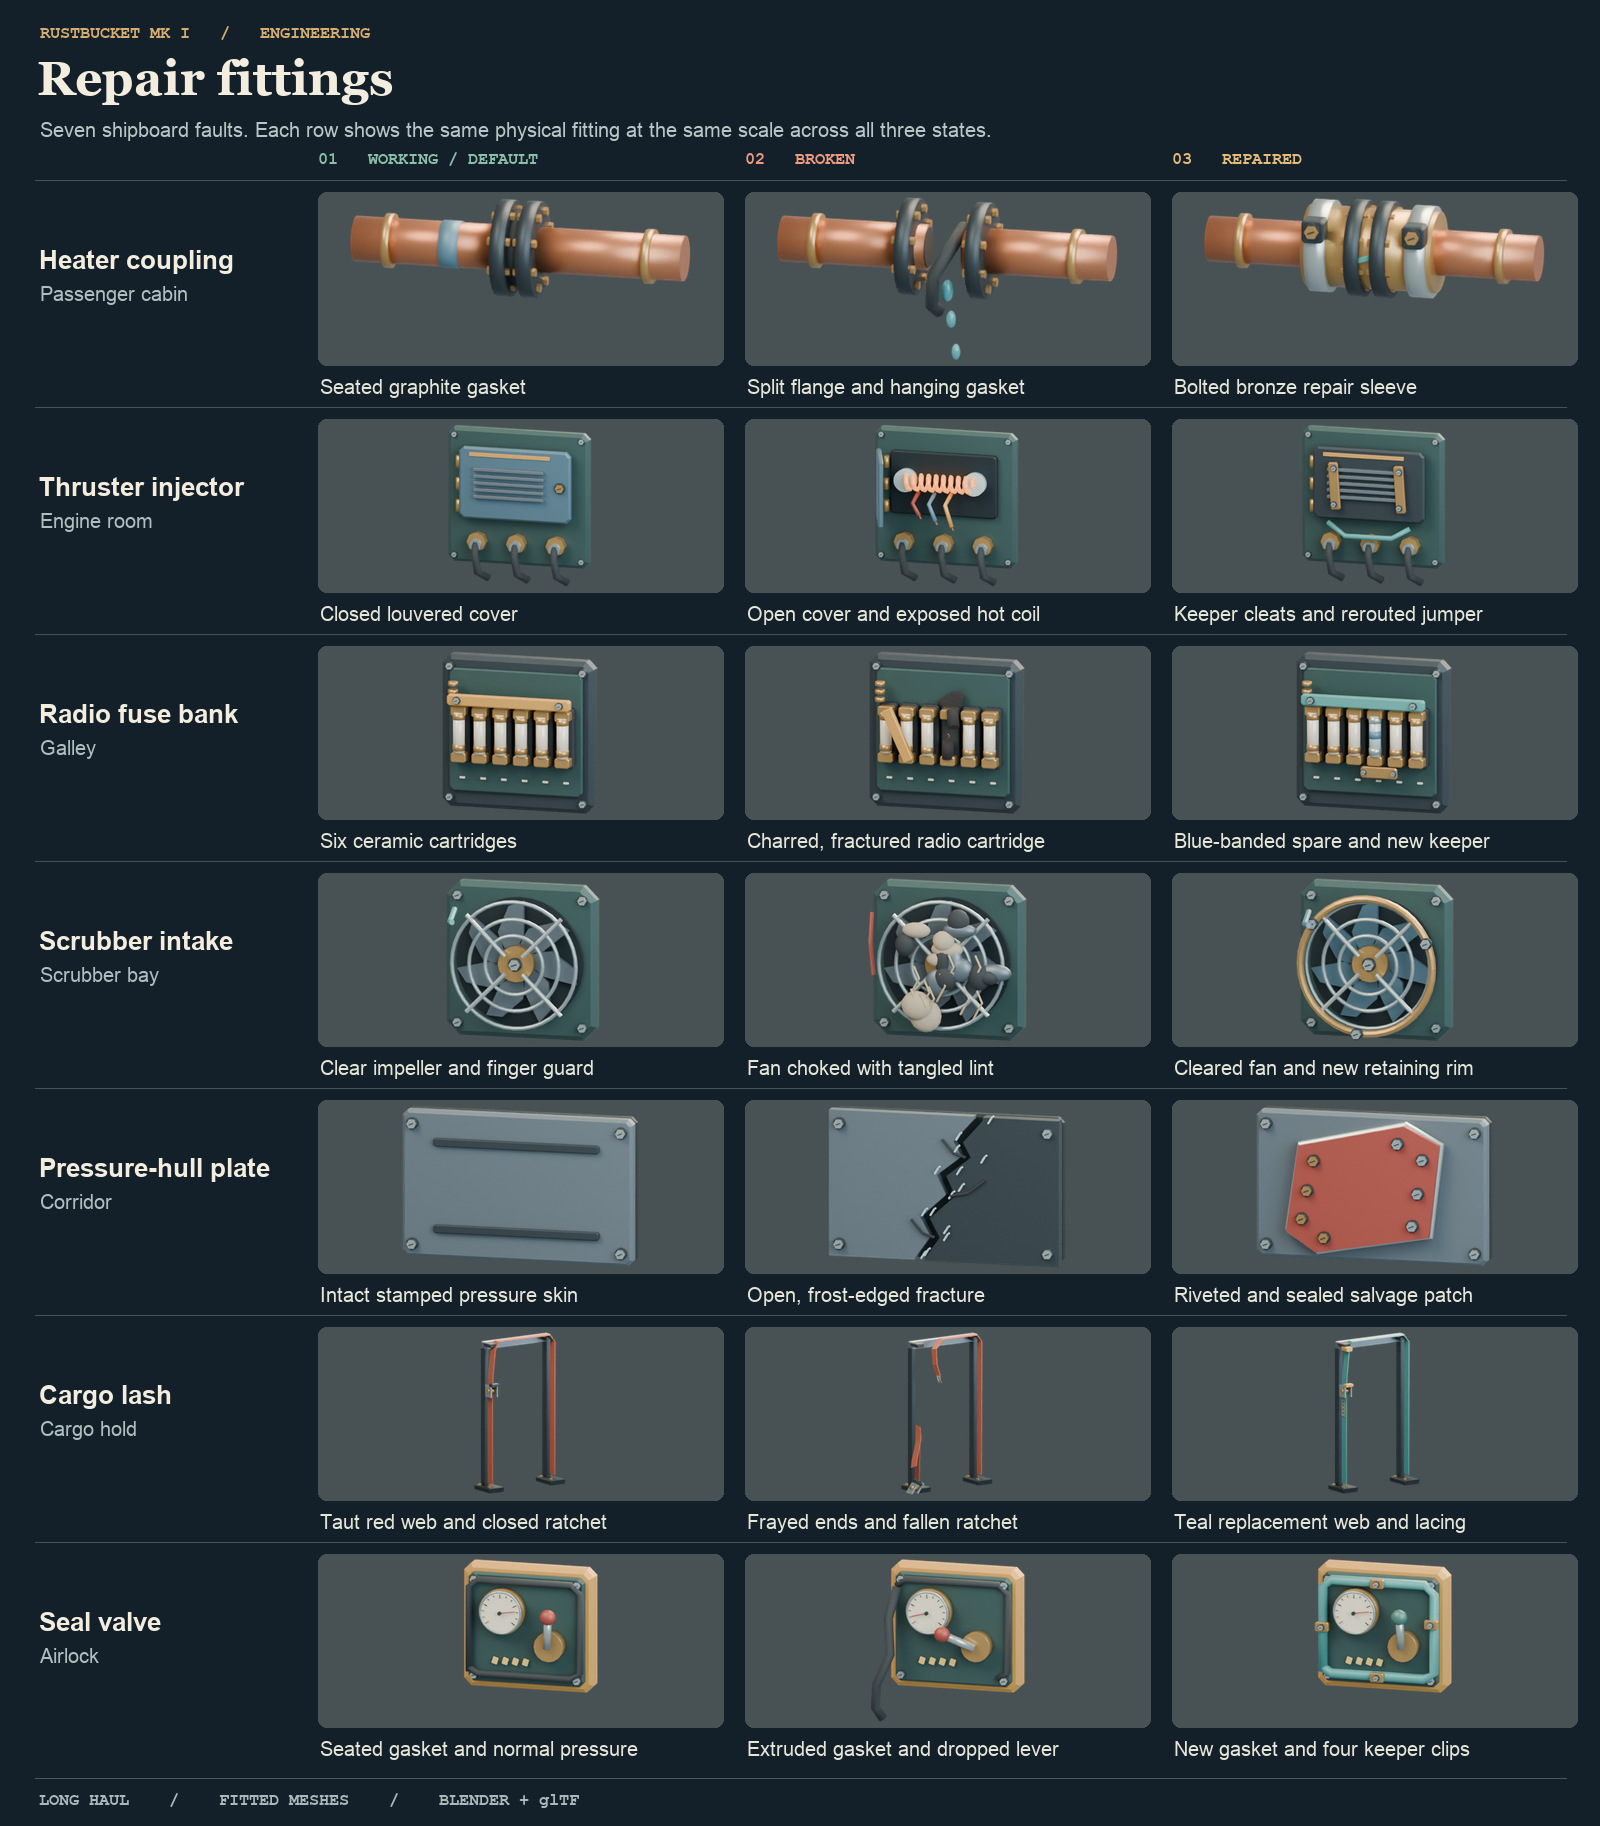 RUSTBUCKET MK I / ENGINEERING
Repair fittings
Seven shipboard faults. Each row shows the same physical fitting at the same scale across all three states.
01 WORKING / DEFAULT 02 BROKEN 03 REPAIRED
Heater coupling
Passenger cabin
Seated graphite gasket Split flange and hanging gasket Bolted bronze repair sleeve
Thruster injector
Engine room
Closed louvered cover Open cover and exposed hot coil Keeper cleats and rerouted jumper
Radio fuse bank
Galley
Six ceramic cartridges Charred, fractured radio cartridge Blue-banded spare and new keeper
Scrubber intake
Scrubber bay
Clear impeller and finger guard Fan choked with tangled lint Cleared fan and new retaining rim
Pressure-hull plate
Corridor
Intact stamped pressure skin Open, frost-edged fracture Riveted and sealed salvage patch
Cargo lash
Cargo hold
Taut red web and closed ratchet Frayed ends and fallen ratchet Teal replacement web and lacing
Seal valve
Airlock
Seated gasket and normal pressure Extruded gasket and dropped lever New gasket and four keeper clips
LONG HAUL / FITTED MESHES / BLENDER + glTF